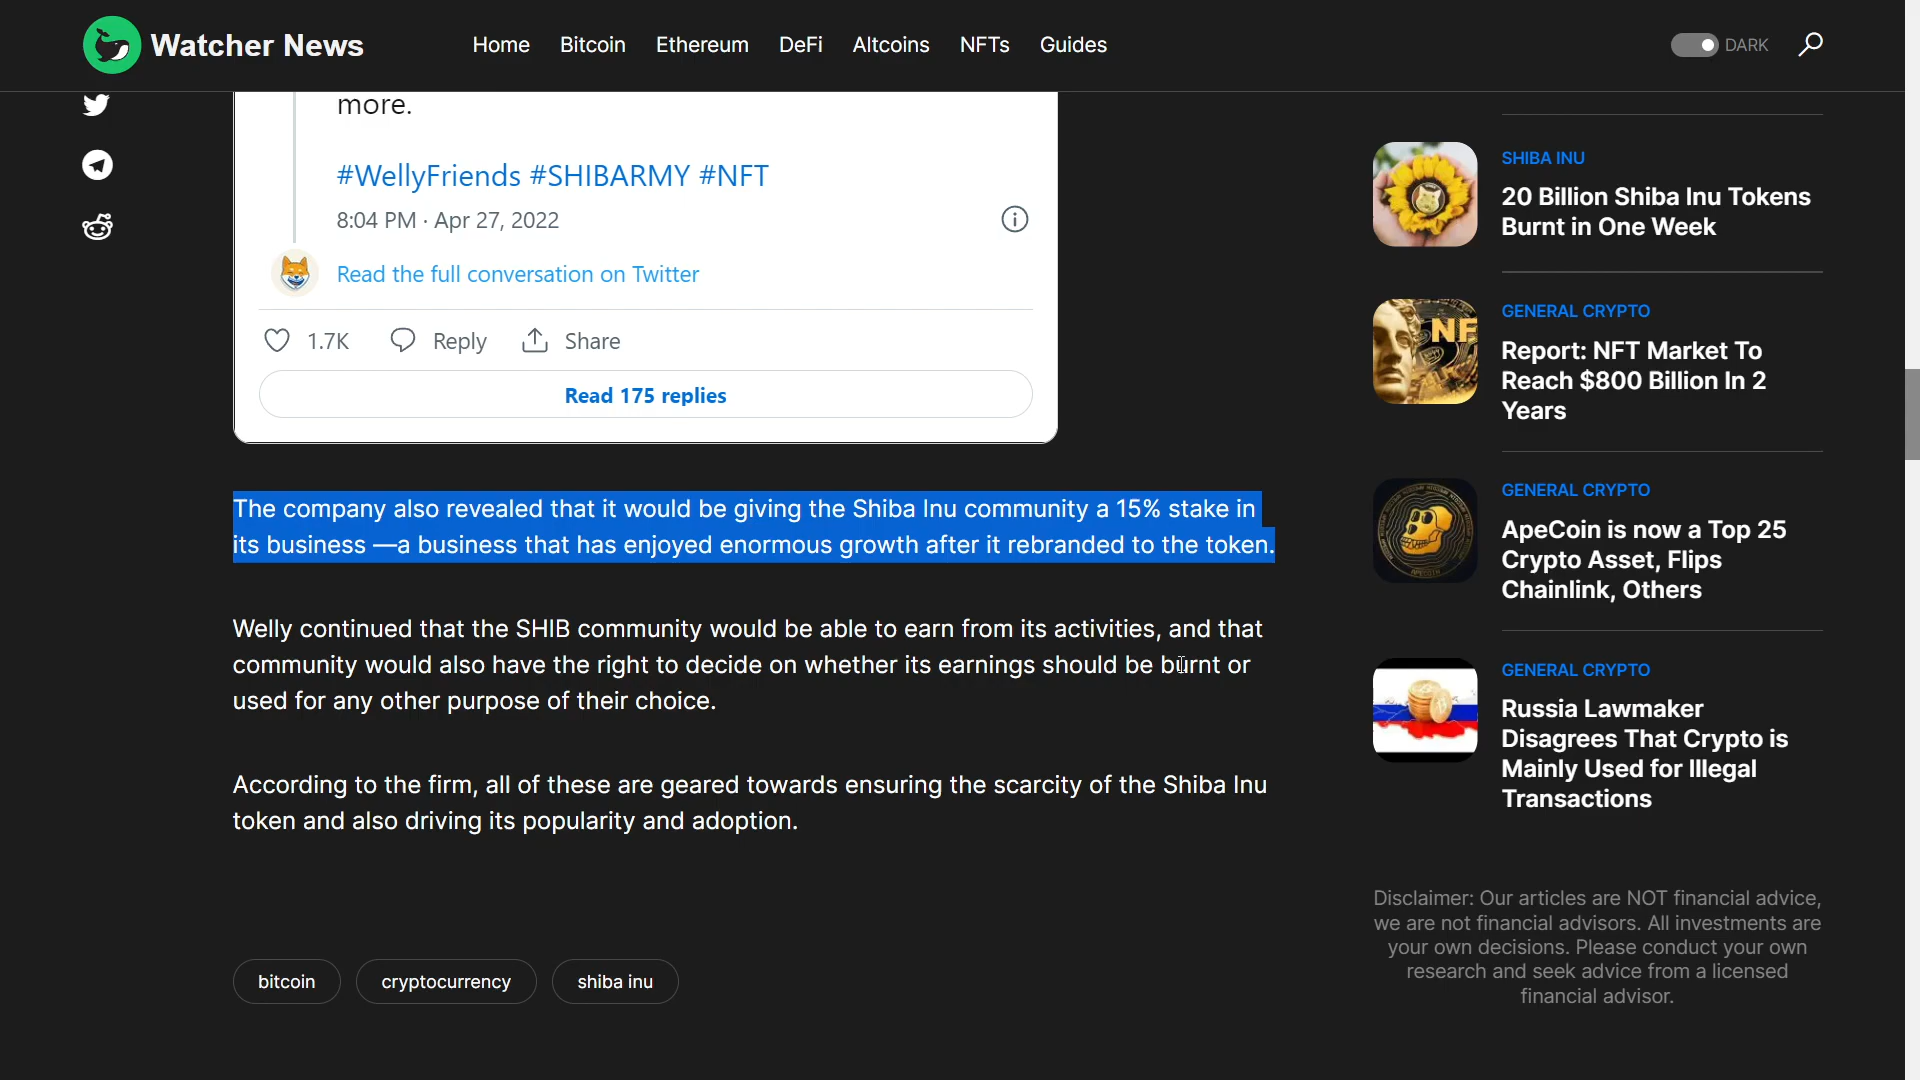 Watcher News
Home Bitcoin Ethereum DeFi Altcoins NFTs Guides
DARK
more.
#WellyFriends #SHIBARMY #NFT
8:04 PM · Apr 27, 2022
Read the full conversation on Twitter
1.7K Reply Share
Read 175 replies
The company also revealed that it would be giving the Shiba Inu community a 15% stake in
its business —a business that has enjoyed enormous growth after it rebranded to the token.
Welly continued that the SHIB community would be able to earn from its activities, and that
community would also have the right to decide on whether its earnings should be burnt or
used for any other purpose of their choice.
According to the firm, all of these are geared towards ensuring the scarcity of the Shiba Inu
token and also driving its popularity and adoption.
bitcoin cryptocurrency shiba inu
SHIBA INU
20 Billion Shiba Inu Tokens
Burnt in One Week
NF
GENERAL CRYPTO
Report: NFT Market To
Reach $800 Billion In 2
Years
GENERAL CRYPTO
ApeCoin is now a Top 25
Crypto Asset, Flips
Chainlink, Others
GENERAL CRYPTO
Russia Lawmaker
Disagrees That Crypto is
Mainly Used for Illegal
Transactions
Disclaimer: Our articles are NOT financial advice,
we are not financial advisors. All investments are
your own decisions. Please conduct your own
research and seek advice from a licensed
financial advisor.